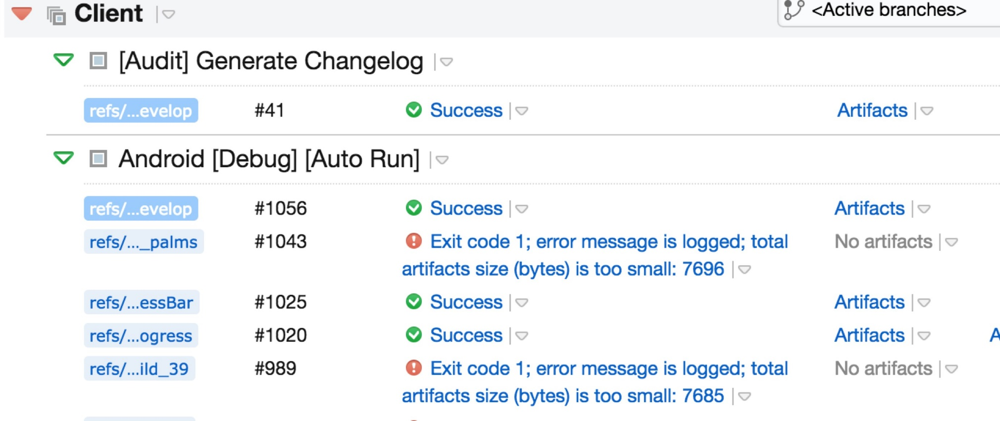 Client
<Active branches>
[Audit] Generate Changelog
refs/...evelop #41 Success Artifacts
Android [Debug] [Auto Run]
refs/...evelop #1056 Success Artifacts
refs/..._palms #1043 Exit code 1; error message is logged; total No artifacts
artifacts size (bytes) is too small: 7696
refs/...essBar #1025 Success Artifacts
refs/...ogress #1020 Success Artifacts A
refs/...ild_39 #989 Exit code 1; error message is logged; total No artifacts
artifacts size (bytes) is too small: 7685